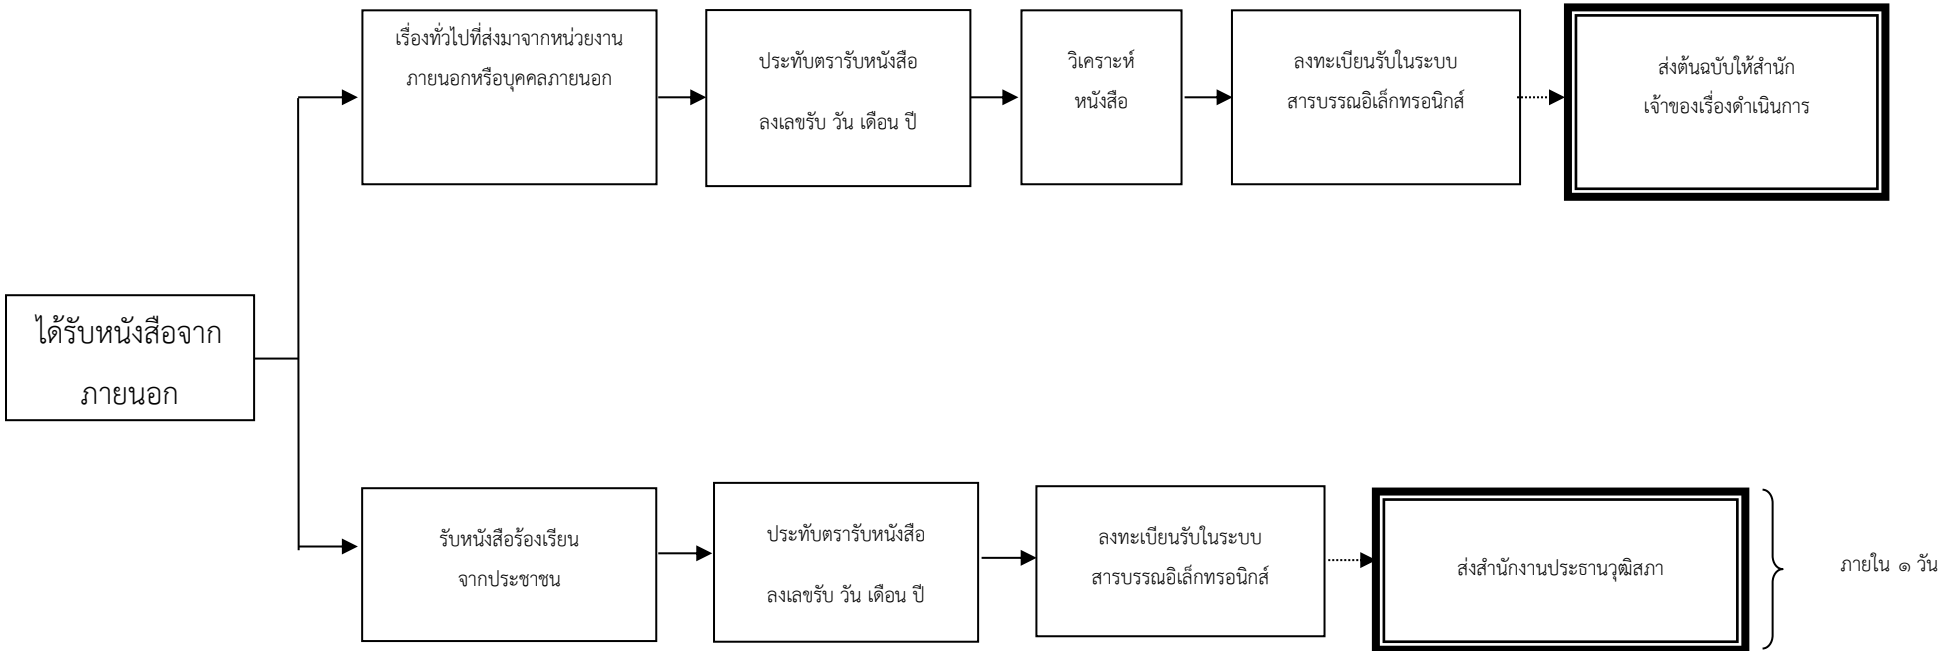 เรื่องทั่วไปที่ส่งมาจากหน่วยงาน
ภายนอกหรือบุคคลภายนอก
ประทับตรารับหนังสือ
ลงเลขรับ วัน เดือน ปี
วิเคราะห์
หนังสือ
ลงทะเบียนรับในระบบ
สารบรรณอิเล็กทรอนิกส์
ส่งต้นฉบับให้สำนัก
เจ้าของเรื่องดำเนินการ
ได้รับหนังสือจาก
ภายนอก
รับหนังสือร้องเรียน
จากประชาชน
ประทับตรารับหนังสือ
ลงเลขรับ วัน เดือน ปี
ลงทะเบียนรับในระบบ
สารบรรณอิเล็กทรอนิกส์
ส่งสำนักงานประธานวุฒิสภา
ภายใน ๑ วัน